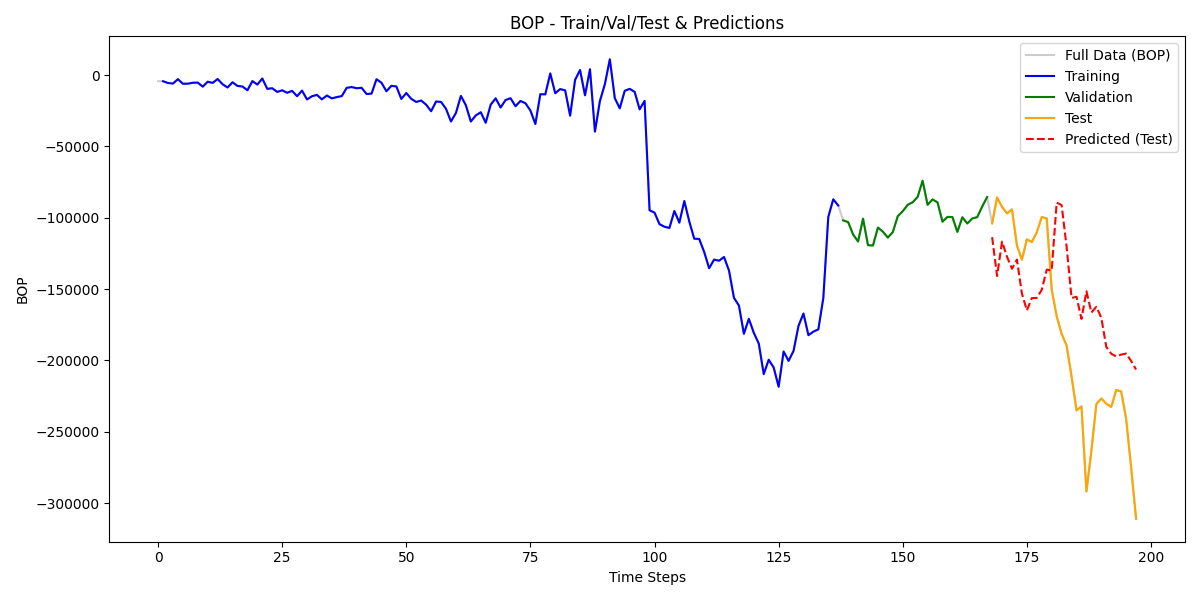 BOP - Train/Val/Test & Predictions
Full Data (BOP)
Training
Validation
Test
Predicted (Test)
BOP
0
−50000
−100000
−150000
−200000
−250000
−300000
0 25 50 75 100 125 150 175 200
Time Steps